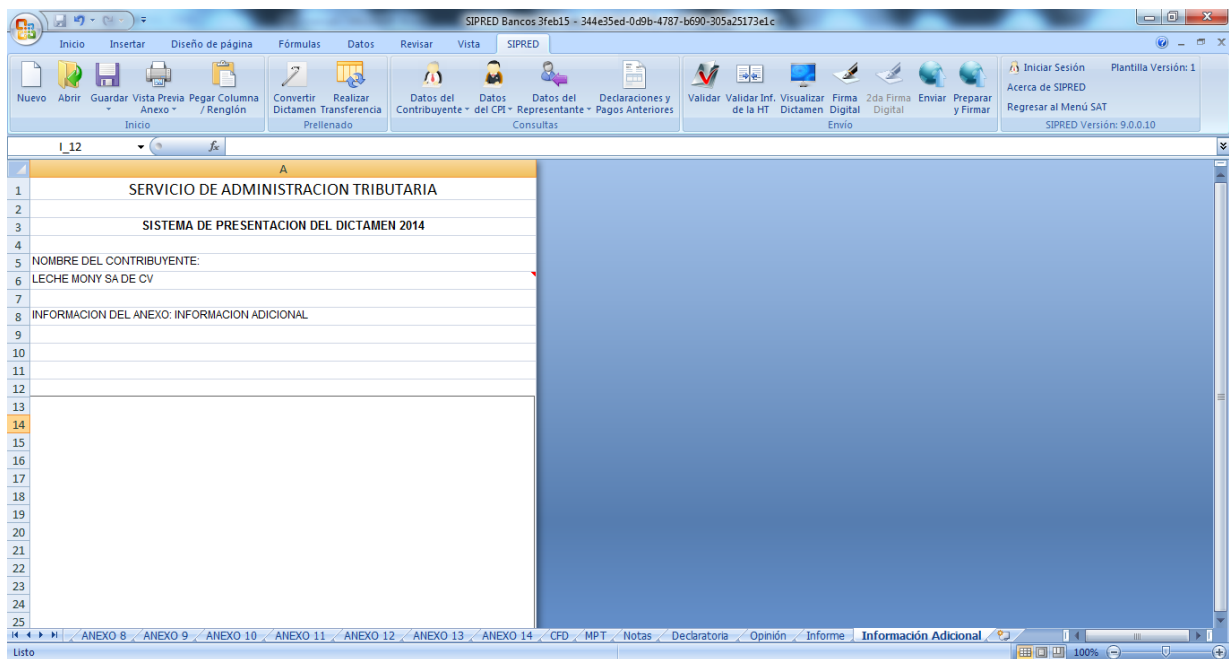 SIPRED Bancos 3feb15 - 344e35ed-0d9b-4787-b690-305a25173e1c
Inicio Insertar Diseño de página Fórmulas Datos Revisar Vista SIPRED
Nuevo Abrir Guardar Vista Previa Anexo Pegar Columna / Renglón
Inicio
Convertir Dictamen Realizar Transferencia
Prellenado
Datos del Contribuyente Datos del CPI Datos del Representante Declaraciones y Pagos Anteriores
Consultas
Validar Validar Inf. de la HT Visualizar Dictamen Firma Digital 2da Firma Digital Enviar Preparar y Firmar
Envío
Iniciar Sesión Plantilla Versión: 1
Acerca de SIPRED
Regresar al Menú SAT
SIPRED Versión: 9.0.0.10
I_12 fx
A
1 SERVICIO DE ADMINISTRACION TRIBUTARIA
2
3 SISTEMA DE PRESENTACION DEL DICTAMEN 2014
4
5 NOMBRE DEL CONTRIBUYENTE:
6 LECHE MONY SA DE CV
7
8 INFORMACION DEL ANEXO: INFORMACION ADICIONAL
9
10
11
12
13
14
15
16
17
18
19
20
21
22
23
24
25
ANEXO 8 ANEXO 9 ANEXO 10 ANEXO 11 ANEXO 12 ANEXO 13 ANEXO 14 CFD MPT Notas Declaratoria Opinión Informe Información Adicional
Listo 100%